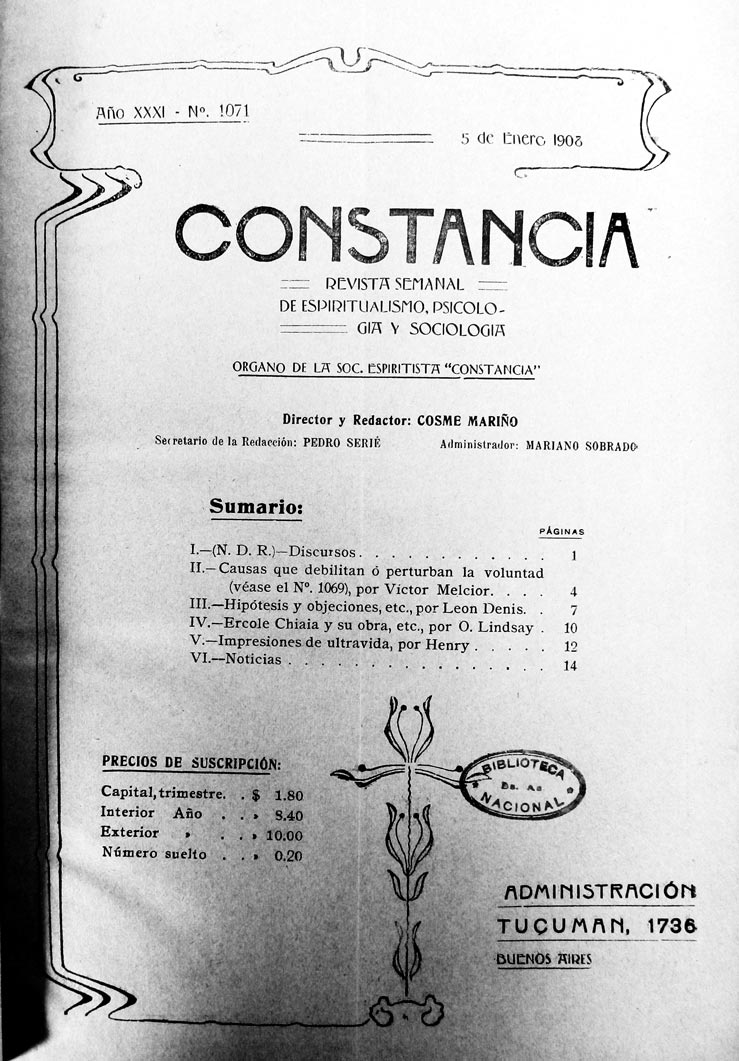 Año XXXI - Nº. 1071
5 de Enero 1908
CONSTANCIA
REVISTA SEMANAL
DE ESPIRITUALISMO, PSICOLO-
GIA Y SOCIOLOGIA
ORGANO DE LA SOC. ESPIRITISTA "CONSTANCIA"
Director y Redactor: COSME MARIÑO
Secretario de la Redacción: PEDRO SERIÉ Administrador: MARIANO SOBRADO
Sumario:
PÁGINAS
I.—(N. D. R.)—Discursos. . . . . . . . . . . . 1
II.—Causas que debilitan ó perturban la voluntad
(véase el Nº. 1069), por Víctor Melcior. . . . 4
III.—Hipótesis y objeciones, etc., por Leon Denis. . 7
IV.—Ercole Chiaia y su obra, etc., por O. Lindsay . 10
V.—Impresiones de ultravida, por Henry . . . . . 12
VI.—Noticias . . . . . . . . . . . . . . . 14
PRECIOS DE SUSCRIPCIÓN:
Capital, trimestre. . . $ 1.80
Interior Año . . » 8.40
Exterior » . . » 10.00
Número suelto . . » 0.20
BIBLIOTECA
Bs. As
NACIONAL
ADMINISTRACIÓN
TUCUMAN, 1736
BUENOS AIRES